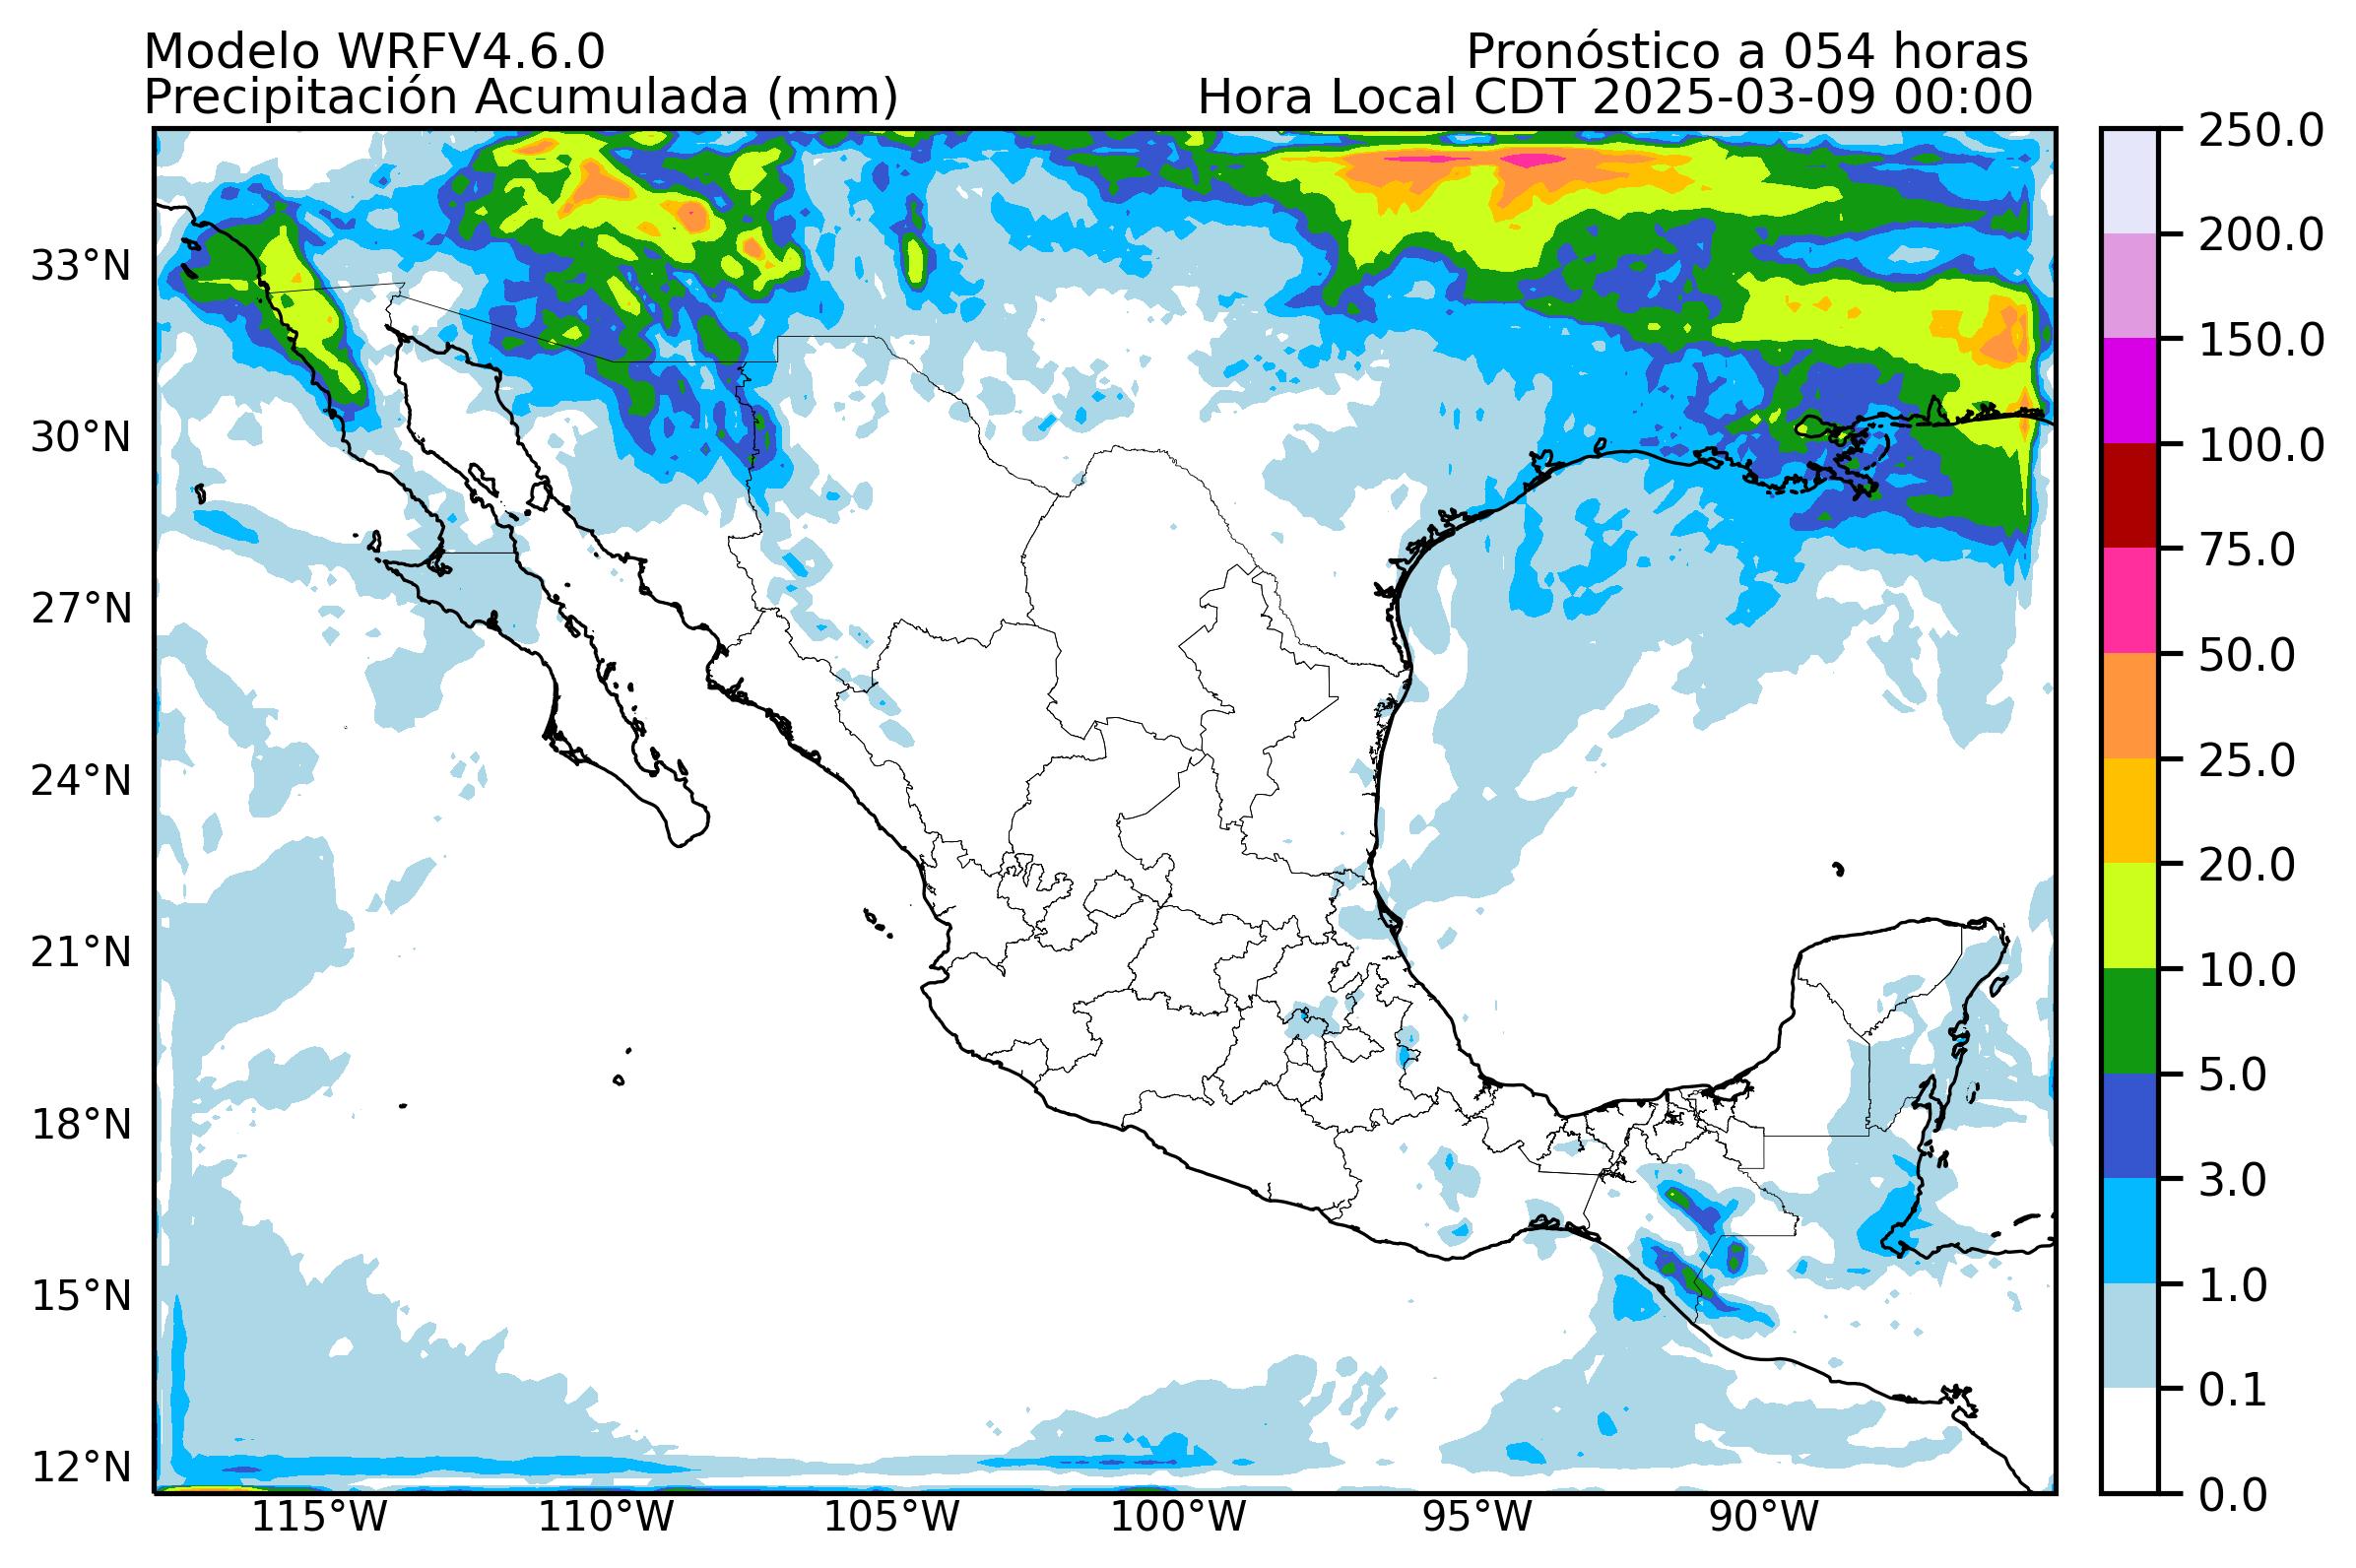 Modelo WRFV4.6.0
Pronóstico a 054 horas
Precipitación Acumulada (mm)
Hora Local CDT 2025-03-09 00:00
250.0
200.0
150.0
100.0
75.0
50.0
25.0
20.0
10.0
5.0
3.0
1.0
0.1
0.0
33°N
30°N
27°N
24°N
21°N
18°N
15°N
12°N
115°W
110°W
105°W
100°W
95°W
90°W